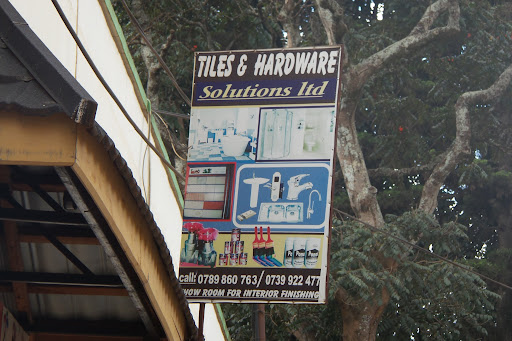 TILES & HARDWARE
Solutions ltd
call: 0789 860 763/ 0739 922 477
SHOW ROOM FOR INTERIOR FINISHING